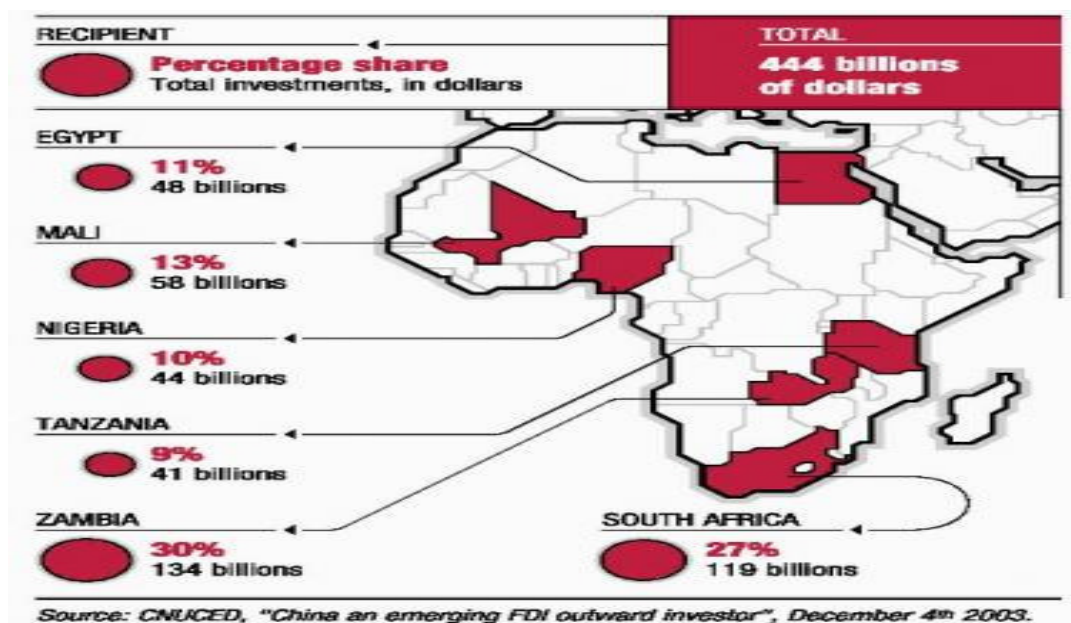 RECIPIENT
Percentage share
Total investments, in dollars
TOTAL
444 billions
of dollars
EGYPT
11%
48 billions
MALI
13%
58 billions
NIGERIA
10%
44 billions
TANZANIA
9%
41 billions
ZAMBIA
30%
134 billions
SOUTH AFRICA
27%
119 billions
Source: CNUCED, "China an emerging FDI outward investor", December 4th 2003.